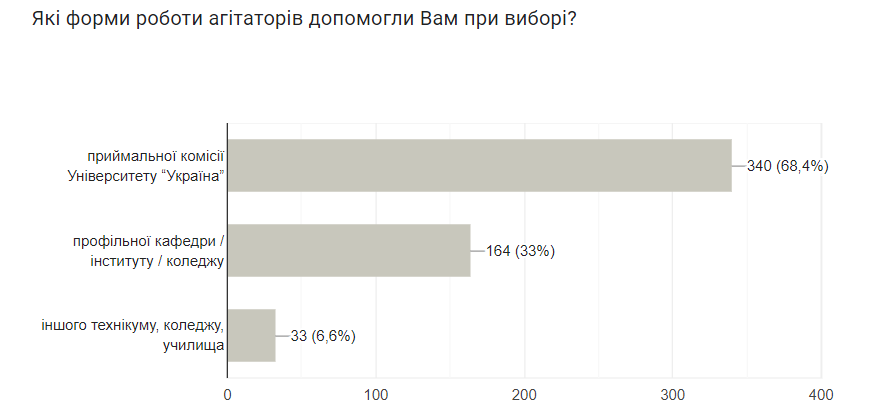 Які форми роботи агітаторів допомогли Вам при виборі?
приймальної комісії
Університету “Україна”
340 (68,4%)
профільної кафедри /
інституту / коледжу
164 (33%)
іншого технікуму, коледжу,
училища
33 (6,6%)
0 100 200 300 400